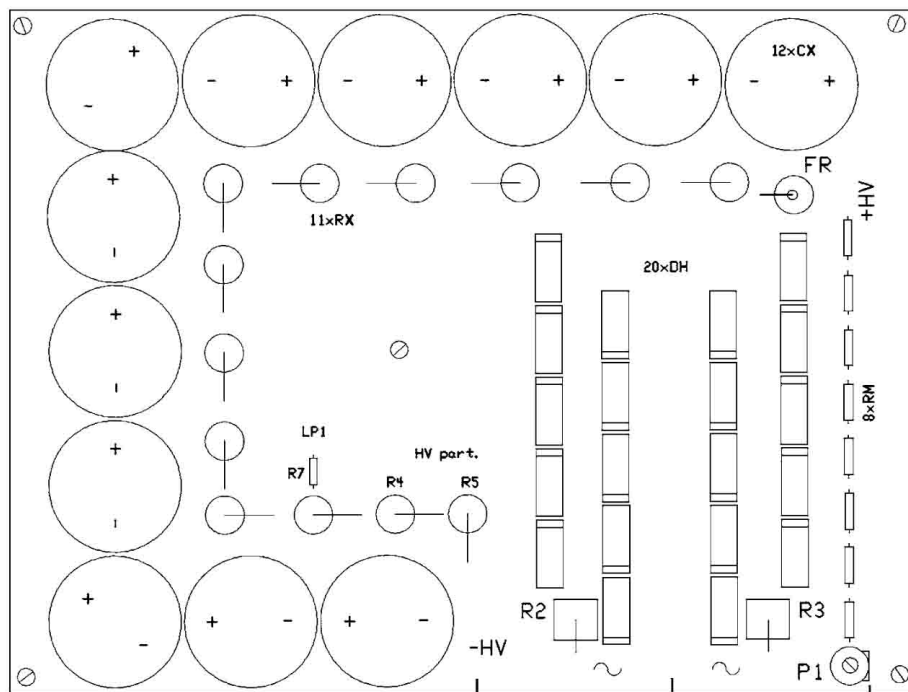 12×CX
FR
+HV
11×RX
20×DH
8×RM
LP1
HV part.
R7
R4
R5
R2
R3
-HV
P1